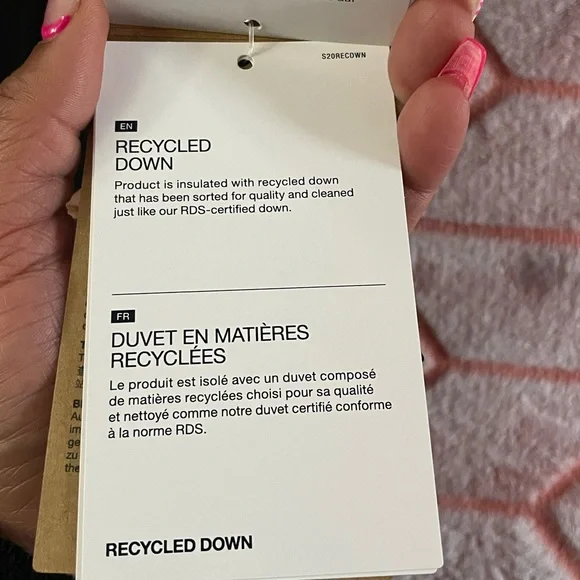 S20RECDWN
EN
RECYCLED
DOWN
Product is insulated with recycled down
that has been sorted for quality and cleaned
just like our RDS-certified down.
FR
DUVET EN MATIÈRES
RECYCLÉES
Le produit est isolé avec un duvet composé
de matières recyclées choisi pour sa qualité
et nettoyé comme notre duvet certifié conforme
à la norme RDS.
RECYCLED DOWN